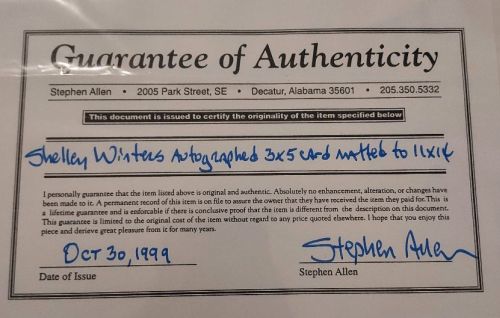 Guarantee of Authenticity
Stephen Allen • 2005 Park Street, SE • Decatur, Alabama 35601 • 205.350.5332
This document is issued to certify the originality of the item specified below
Shelley Winters Autographed 3x5 card matted to 11x14
I personally guarantee that the item listed above is original and authentic. Absolutely no enhancement, alteration, or changes have
been made to it. A permanent record of this item is on file to assure the owner that they have received the item they paid for. This is
a lifetime guarantee and is enforcable if there is conclusive proof that the item is different from the description on this document.
This guarantee is limited to the original cost of the item without regard to any price quoted elsewhere. I hope that you enjoy this
piece and derieve great pleasure from it for many years.
Oct 30, 1999
Stephen Allen
Date of Issue
Stephen Allen